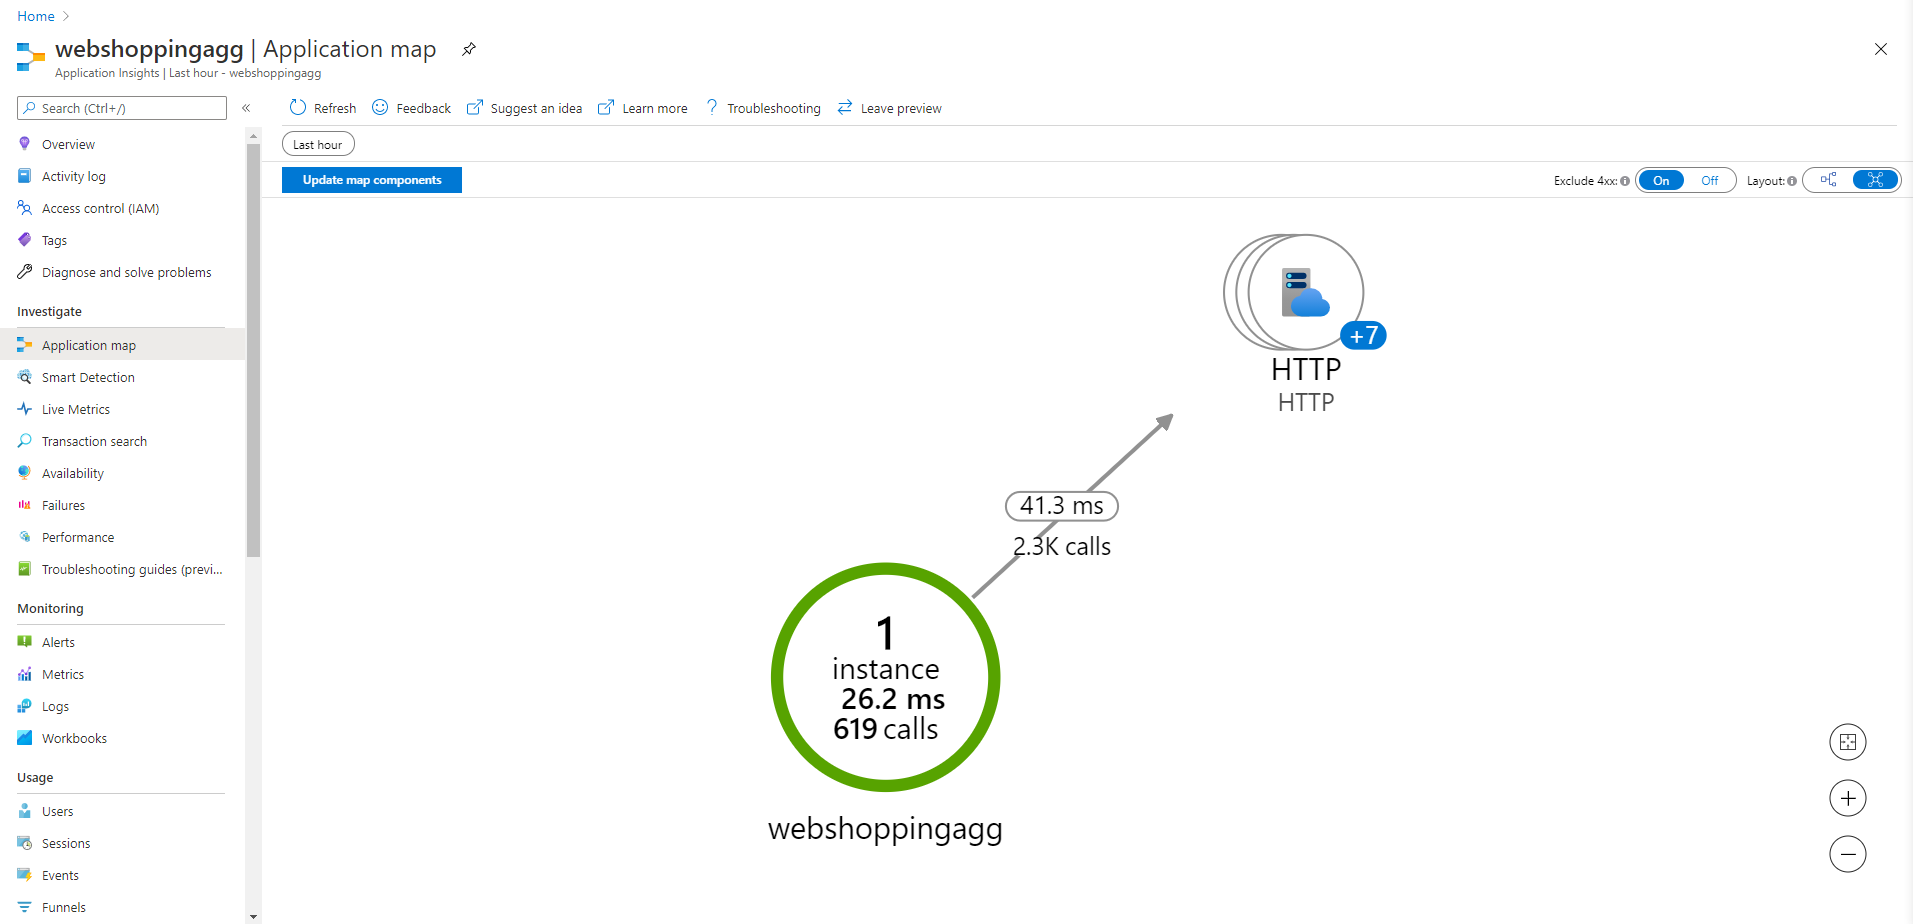 Home
webshoppingagg | Application map
Application Insights | Last hour - webshoppingagg
Search (Ctrl+/)
Overview
Activity log
Access control (IAM)
Tags
Diagnose and solve problems
Investigate
Application map
Smart Detection
Live Metrics
Transaction search
Availability
Failures
Performance
Troubleshooting guides (previ...
Monitoring
Alerts
Metrics
Logs
Workbooks
Usage
Users
Sessions
Events
Funnels
Refresh Feedback Suggest an idea Learn more Troubleshooting Leave preview
Last hour
Update map components
Exclude 4xx: On Off Layout:
+7
HTTP
HTTP
41.3 ms
2.3K calls
1
instance
26.2 ms
619 calls
webshoppingagg